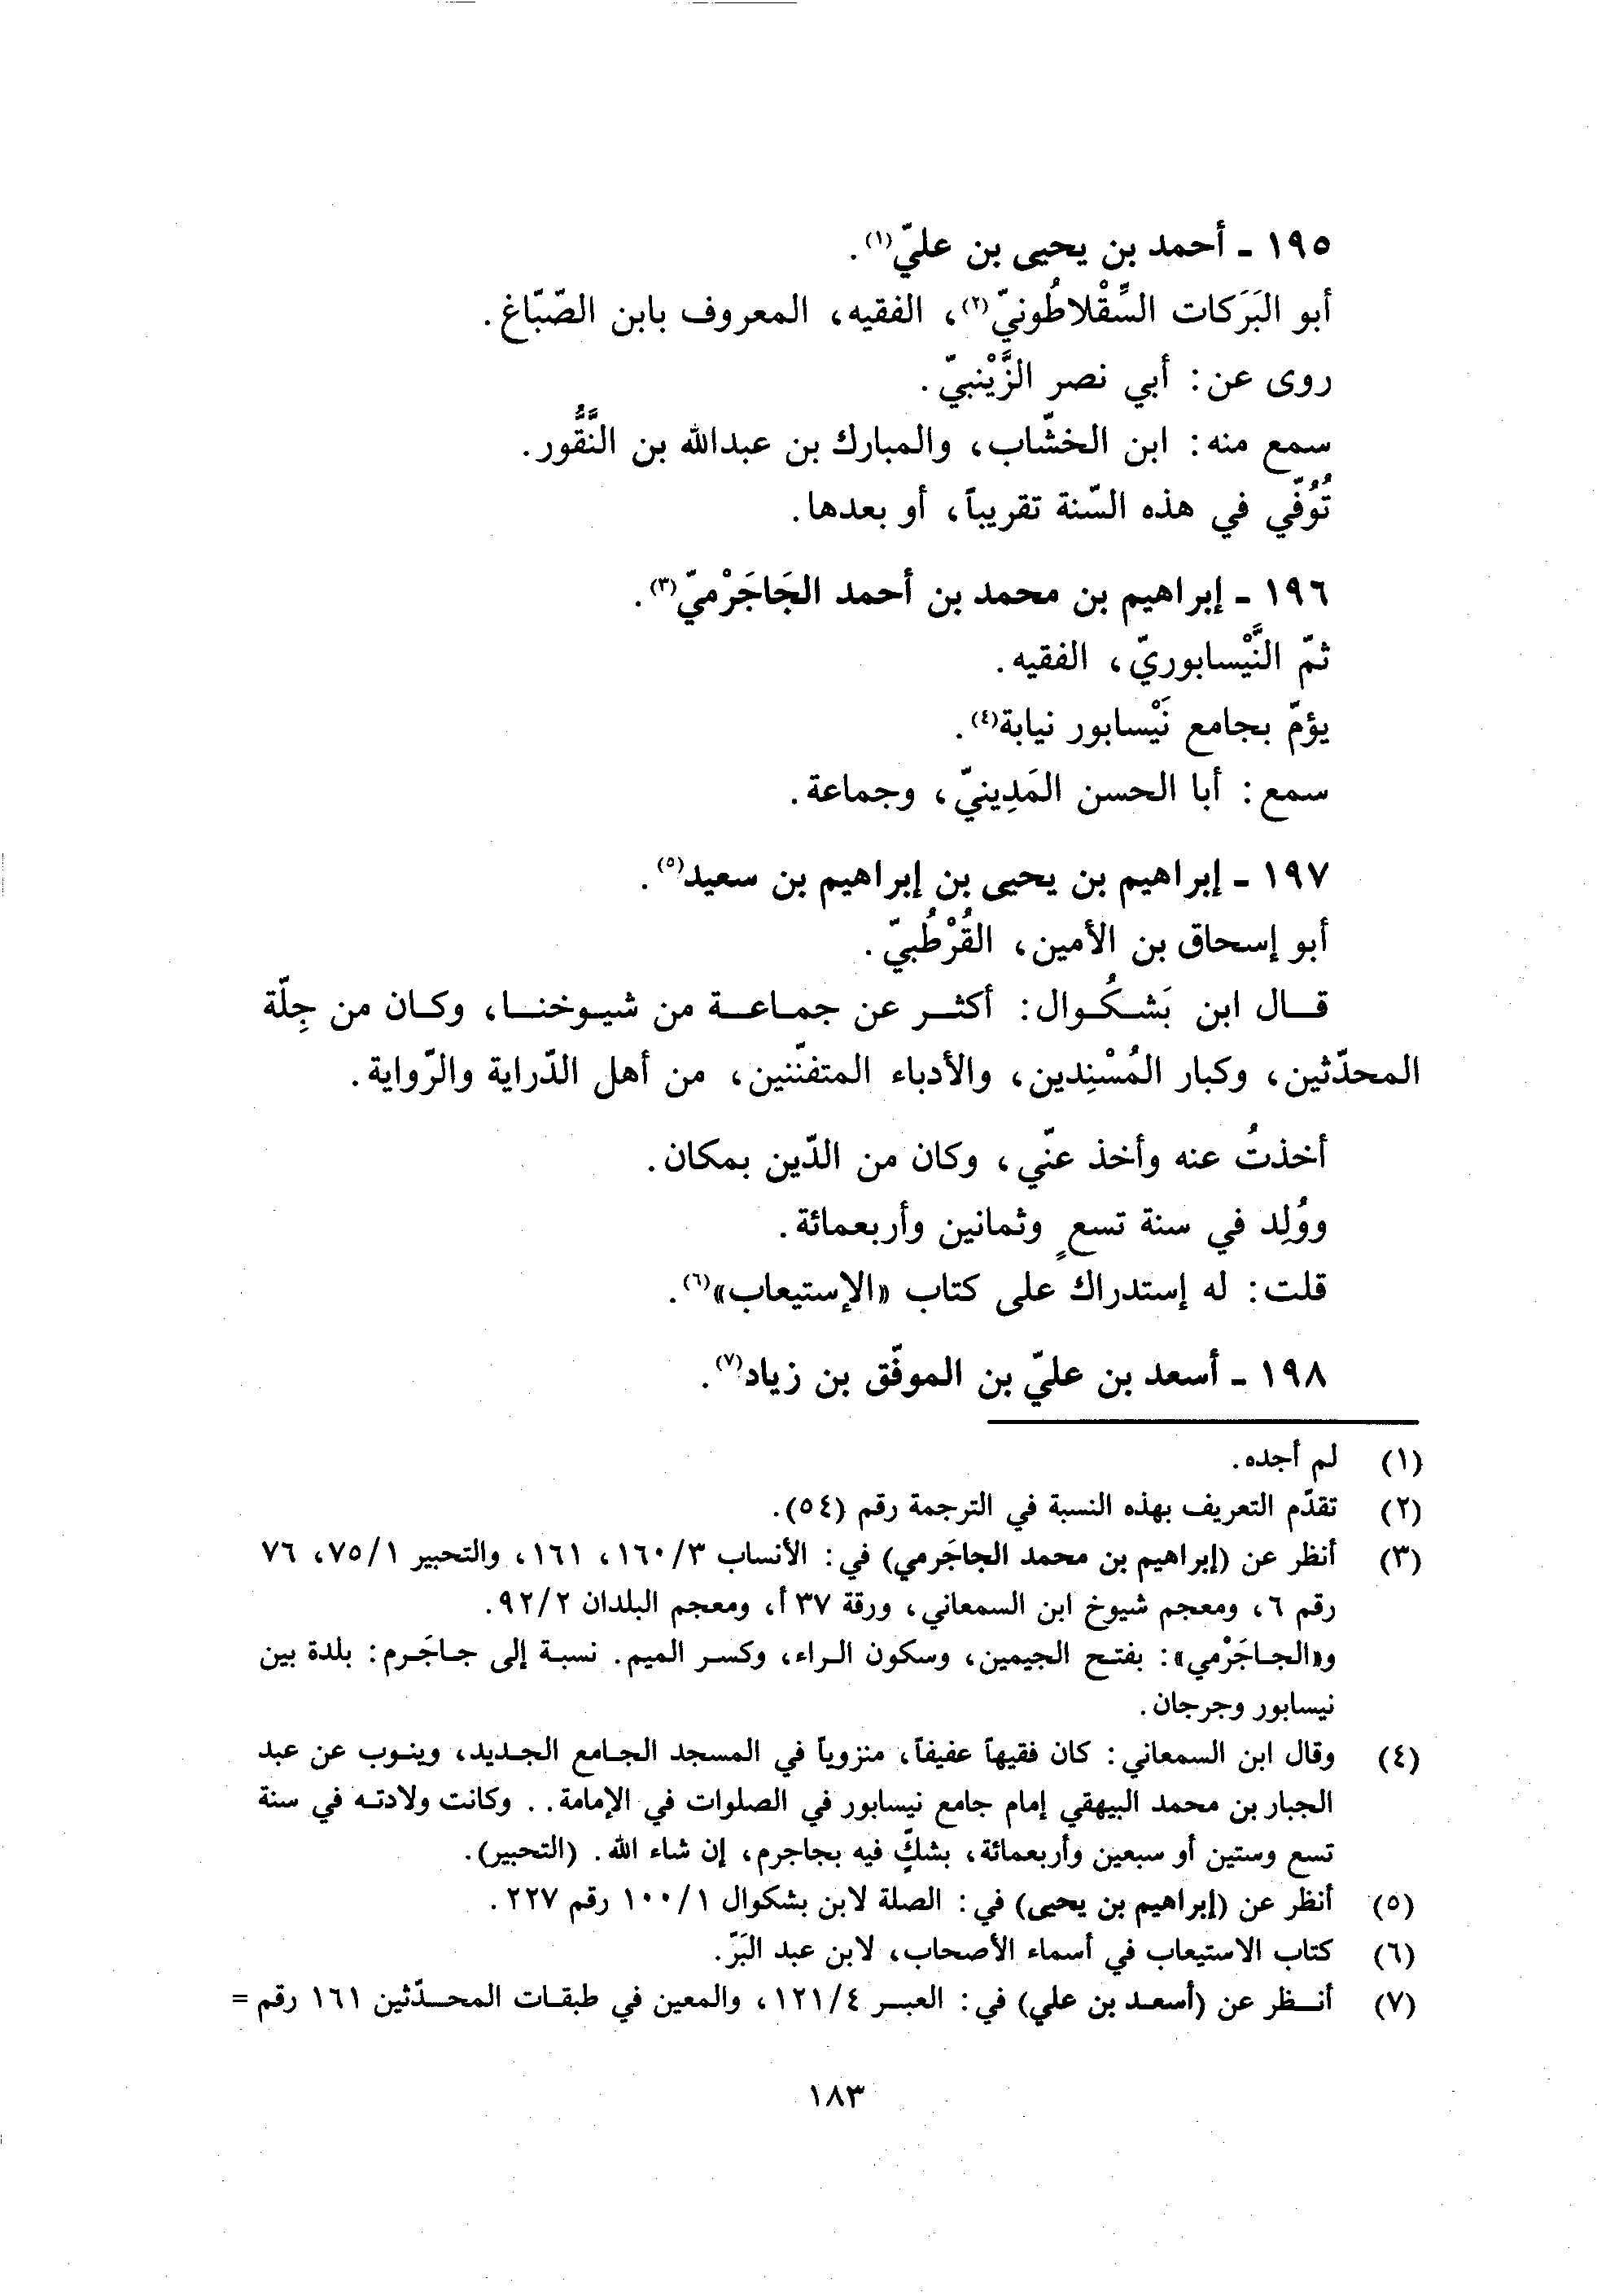 ١٩٥ - أحمد بن يحيى بن عليّ(١).
أبو البَرَكات السِّقْلاطُونيّ(٢)، الفقيه، المعروف بابن الصّبّاغ.
روى عن: أبي نصر الزَّيْنبيّ.
سمع منه: ابن الخشّاب، والمبارك بن عبدالله بن النَّقُّور.
تُوُفّي في هذه السّنة تقريباً، أو بعدها.
١٩٦ - إبراهيم بن محمد بن أحمد الجَاجَرْميّ(٣).
ثمّ النَّيْسابوريّ، الفقيه.
يؤمّ بجامع نَيْسابور نيابة(٤).
سمع: أبا الحسن المَدِينيّ، وجماعة.
١٩٧ - إبراهيم بن يحيى بن إبراهيم بن سعيد(٥).
أبو إسحاق بن الأمين، القُرْطُبيّ.
قال ابن بَشكُوال: أكثر عن جماعة من شيوخنا، وكان من جِلّة
المحدّثين، وكبار المُسْنِدين، والأدباء المتفنّنين، من أهل الدّراية والرّواية.
أخذتُ عنه وأخذ عنّي، وكان من الدّين بمكان.
ووُلِد في سنة تسعٍ وثمانين وأربعمائة.
قلت: له إستدراك على كتاب «الإستيعاب»(٦).
١٩٨ - أسعد بن عليّ بن الموفّق بن زياد(٧).
(١) لم أجده.
(٢) تقدّم التعريف بهذه النسبة في الترجمة رقم (٥٤).
(٣) أنظر عن (إبراهيم بن محمد الجاجَرمي) في: الأنساب ١٦٠/٣، ١٦١، والتحبير ٧٥/١، ٧٦
رقم ٦، ومعجم شيوخ ابن السمعاني، ورقة ٣٧ أ، ومعجم البلدان ٩٢/٢.
و«الجاجَرْمي»: بفتح الجيمين، وسكون الراء، وكسر الميم. نسبة إلى جاجَرم: بلدة بين
نيسابور وجرجان.
(٤) وقال ابن السمعاني: كان فقيهاً عفيفاً، منزوياً في المسجد الجامع الجديد، وينوب عن عبد
الجبار بن محمد البيهقي إمام جامع نيسابور في الصلوات في الإمامة. . وكانت ولادته في سنة
تسع وستين أو سبعين وأربعمائة، بشكٍّ فيه بجاجرم، إن شاء الله. (التحبير).
(٥) أنظر عن (إبراهيم بن يحيى) في: الصلة لابن بشكوال ١٠٠/١ رقم ٢٢٧.
(٦) كتاب الاستيعاب في أسماء الأصحاب، لابن عبد البَرّ.
(٧) أنظر عن (أسعد بن علي) في: العبر ١٢١/٤، والمعين في طبقات المحدّثين ١٦١ رقم =
١٨٣